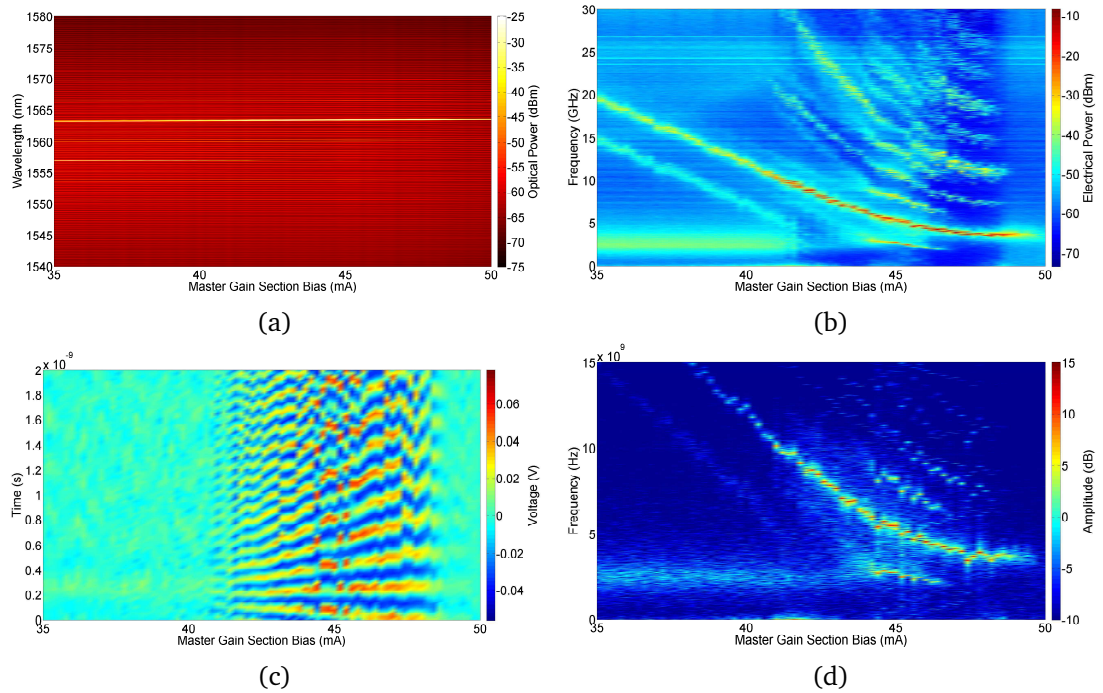 1580
1575
1570
1565
1560
1555
1550
1545
1540
Wavelength (nm)
35 40 45 50
Master Gain Section Bias (mA)
-25
-30
-35
-40
-45
-50
-55
-60
-65
-70
-75
Optical Power (dBm)
(a)
30
25
20
15
10
5
0
Frequency (GHz)
35 40 45 50
Master Gain Section Bias (mA)
-10
-20
-30
-40
-50
-60
-70
Electrical Power (dBm)
(b)
x 10⁻⁹
2
1.8
1.6
1.4
1.2
1
0.8
0.6
0.4
0.2
0
Time (s)
35 40 45 50
Master Gain Section Bias (mA)
0.06
0.04
0.02
0
-0.02
-0.04
Voltage (V)
(c)
x 10⁹
15
10
5
0
Frequency (Hz)
35 40 45 50
Master Gain Section Bias (mA)
15
10
5
0
-5
-10
Amplitude (dB)
(d)